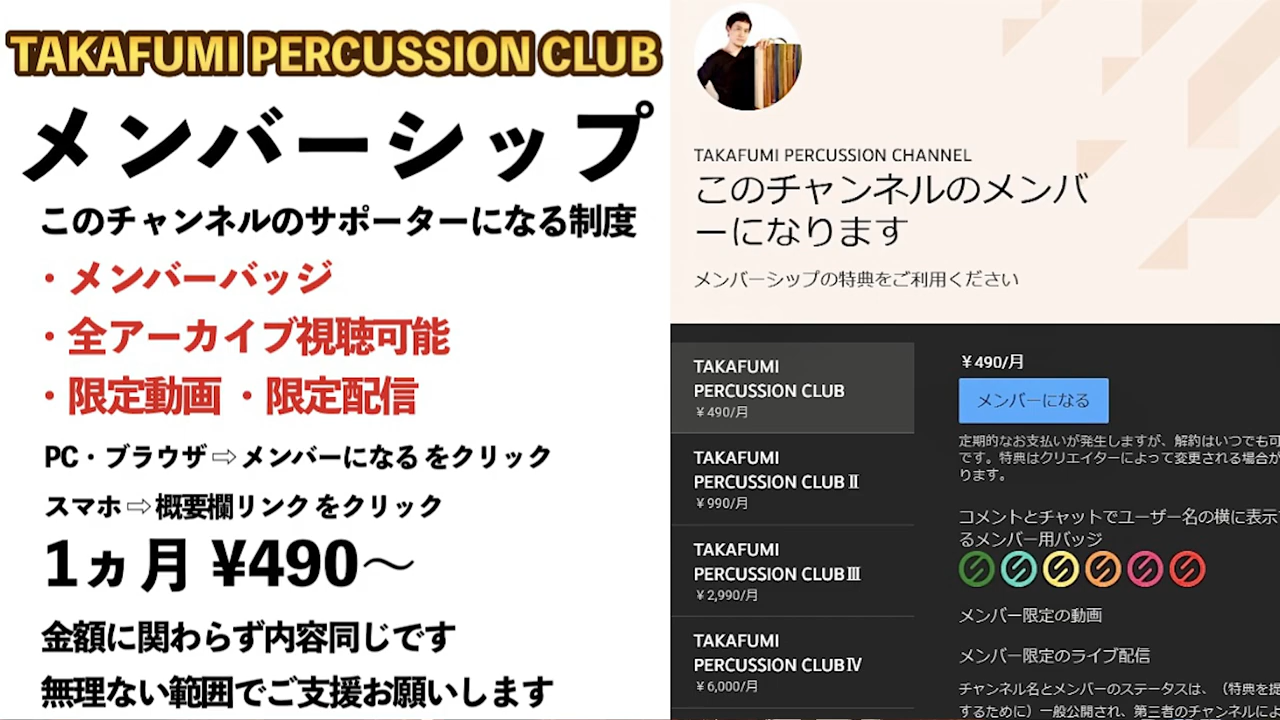 TAKAFUMI PERCUSSION CLUB
メンバーシップ
このチャンネルのサポーターになる制度
・メンバーバッジ
・全アーカイブ視聴可能
・限定動画 ・限定配信
PC・ブラウザ⇨メンバーになる をクリック
スマホ⇨概要欄リンク をクリック
1ヵ月 ¥490〜
金額に関わらず内容同じです
無理ない範囲でご支援お願いします
TAKAFUMI PERCUSSION CHANNEL
このチャンネルのメンバ
ーになります
メンバーシップの特典をご利用ください
TAKAFUMI
PERCUSSION CLUB
¥490/月
TAKAFUMI
PERCUSSION CLUBⅡ
¥990/月
TAKAFUMI
PERCUSSION CLUBⅢ
¥2,990/月
TAKAFUMI
PERCUSSION CLUBⅣ
¥6,000/月
¥490/月
メンバーになる
定期的なお支払いが発生しますが、解約はいつでも可
です。特典はクリエイターによって変更される場合が
ります。
コメントとチャットでユーザー名の横に表示
るメンバー用バッジ
メンバー限定の動画
メンバー限定のライブ配信
チャンネル名とメンバーのステータスは、（特典を提
するために）一般公開され、第三者のチャンネルによ